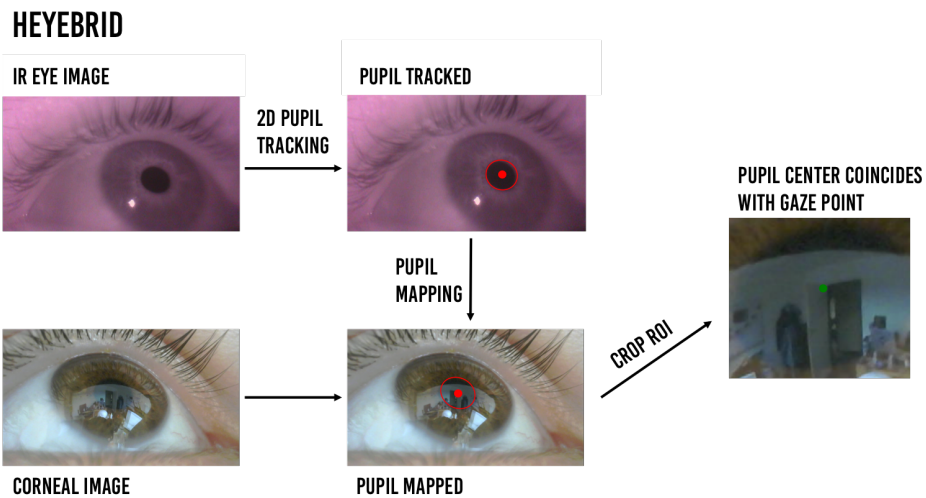 HEYEBRID
IR EYE IMAGE
PUPIL TRACKED
2D PUPIL
TRACKING
PUPIL CENTER COINCIDES
WITH GAZE POINT
PUPIL
MAPPING
CROP ROI
CORNEAL IMAGE
PUPIL MAPPED